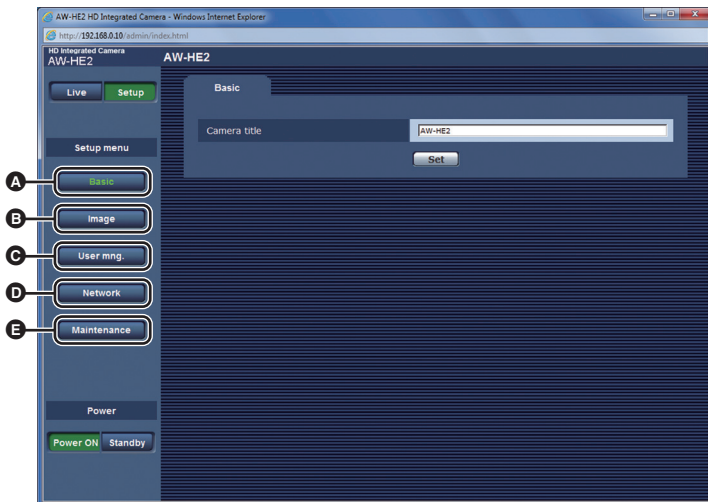 AW-HE2 HD Integrated Camera - Windows Internet Explorer
http://192.168.0.10/admin/index.html
HD Integrated Camera
AW-HE2
AW-HE2
Live Setup
Basic
Camera title AW-HE2
Set
Setup menu
A Basic
B Image
C User mng.
D Network
E Maintenance
Power
Power ON Standby